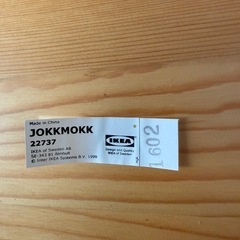 Made in China
JOKKMOKK
22737
IKEA of Sweden AB
SE-343 81 Älmhult
© Inter IKEA Systems B.V. 1999
IKEA
Design and Quality
IKEA of Sweden
1602